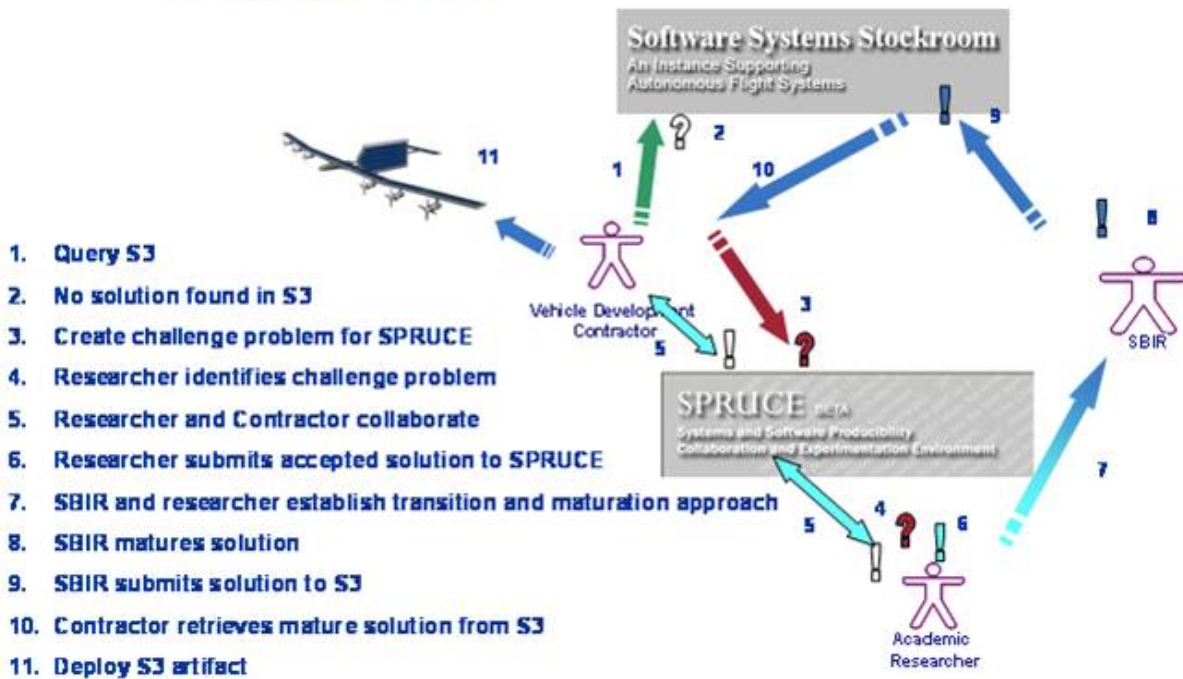 Software Systems Stockroom
An Instance Supporting
Autonomous Flight Systems
2
9
11
1
10
8
1. Query S3
2. No solution found in S3
3. Create challenge problem for SPRUCE
4. Researcher identifies challenge problem
5. Researcher and Contractor collaborate
6. Researcher submits accepted solution to SPRUCE
7. SBIR and researcher establish transition and maturation approach
8. SBIR matures solution
9. SBIR submits solution to S3
10. Contractor retrieves mature solution from S3
11. Deploy S3 artifact
Vehicle Development
Contractor
3
5
SBIR
SPRUCE BETA
Systems and Software Producibility
Collaboration and Experimentation Environment
7
4
5
6
Academic
Researcher